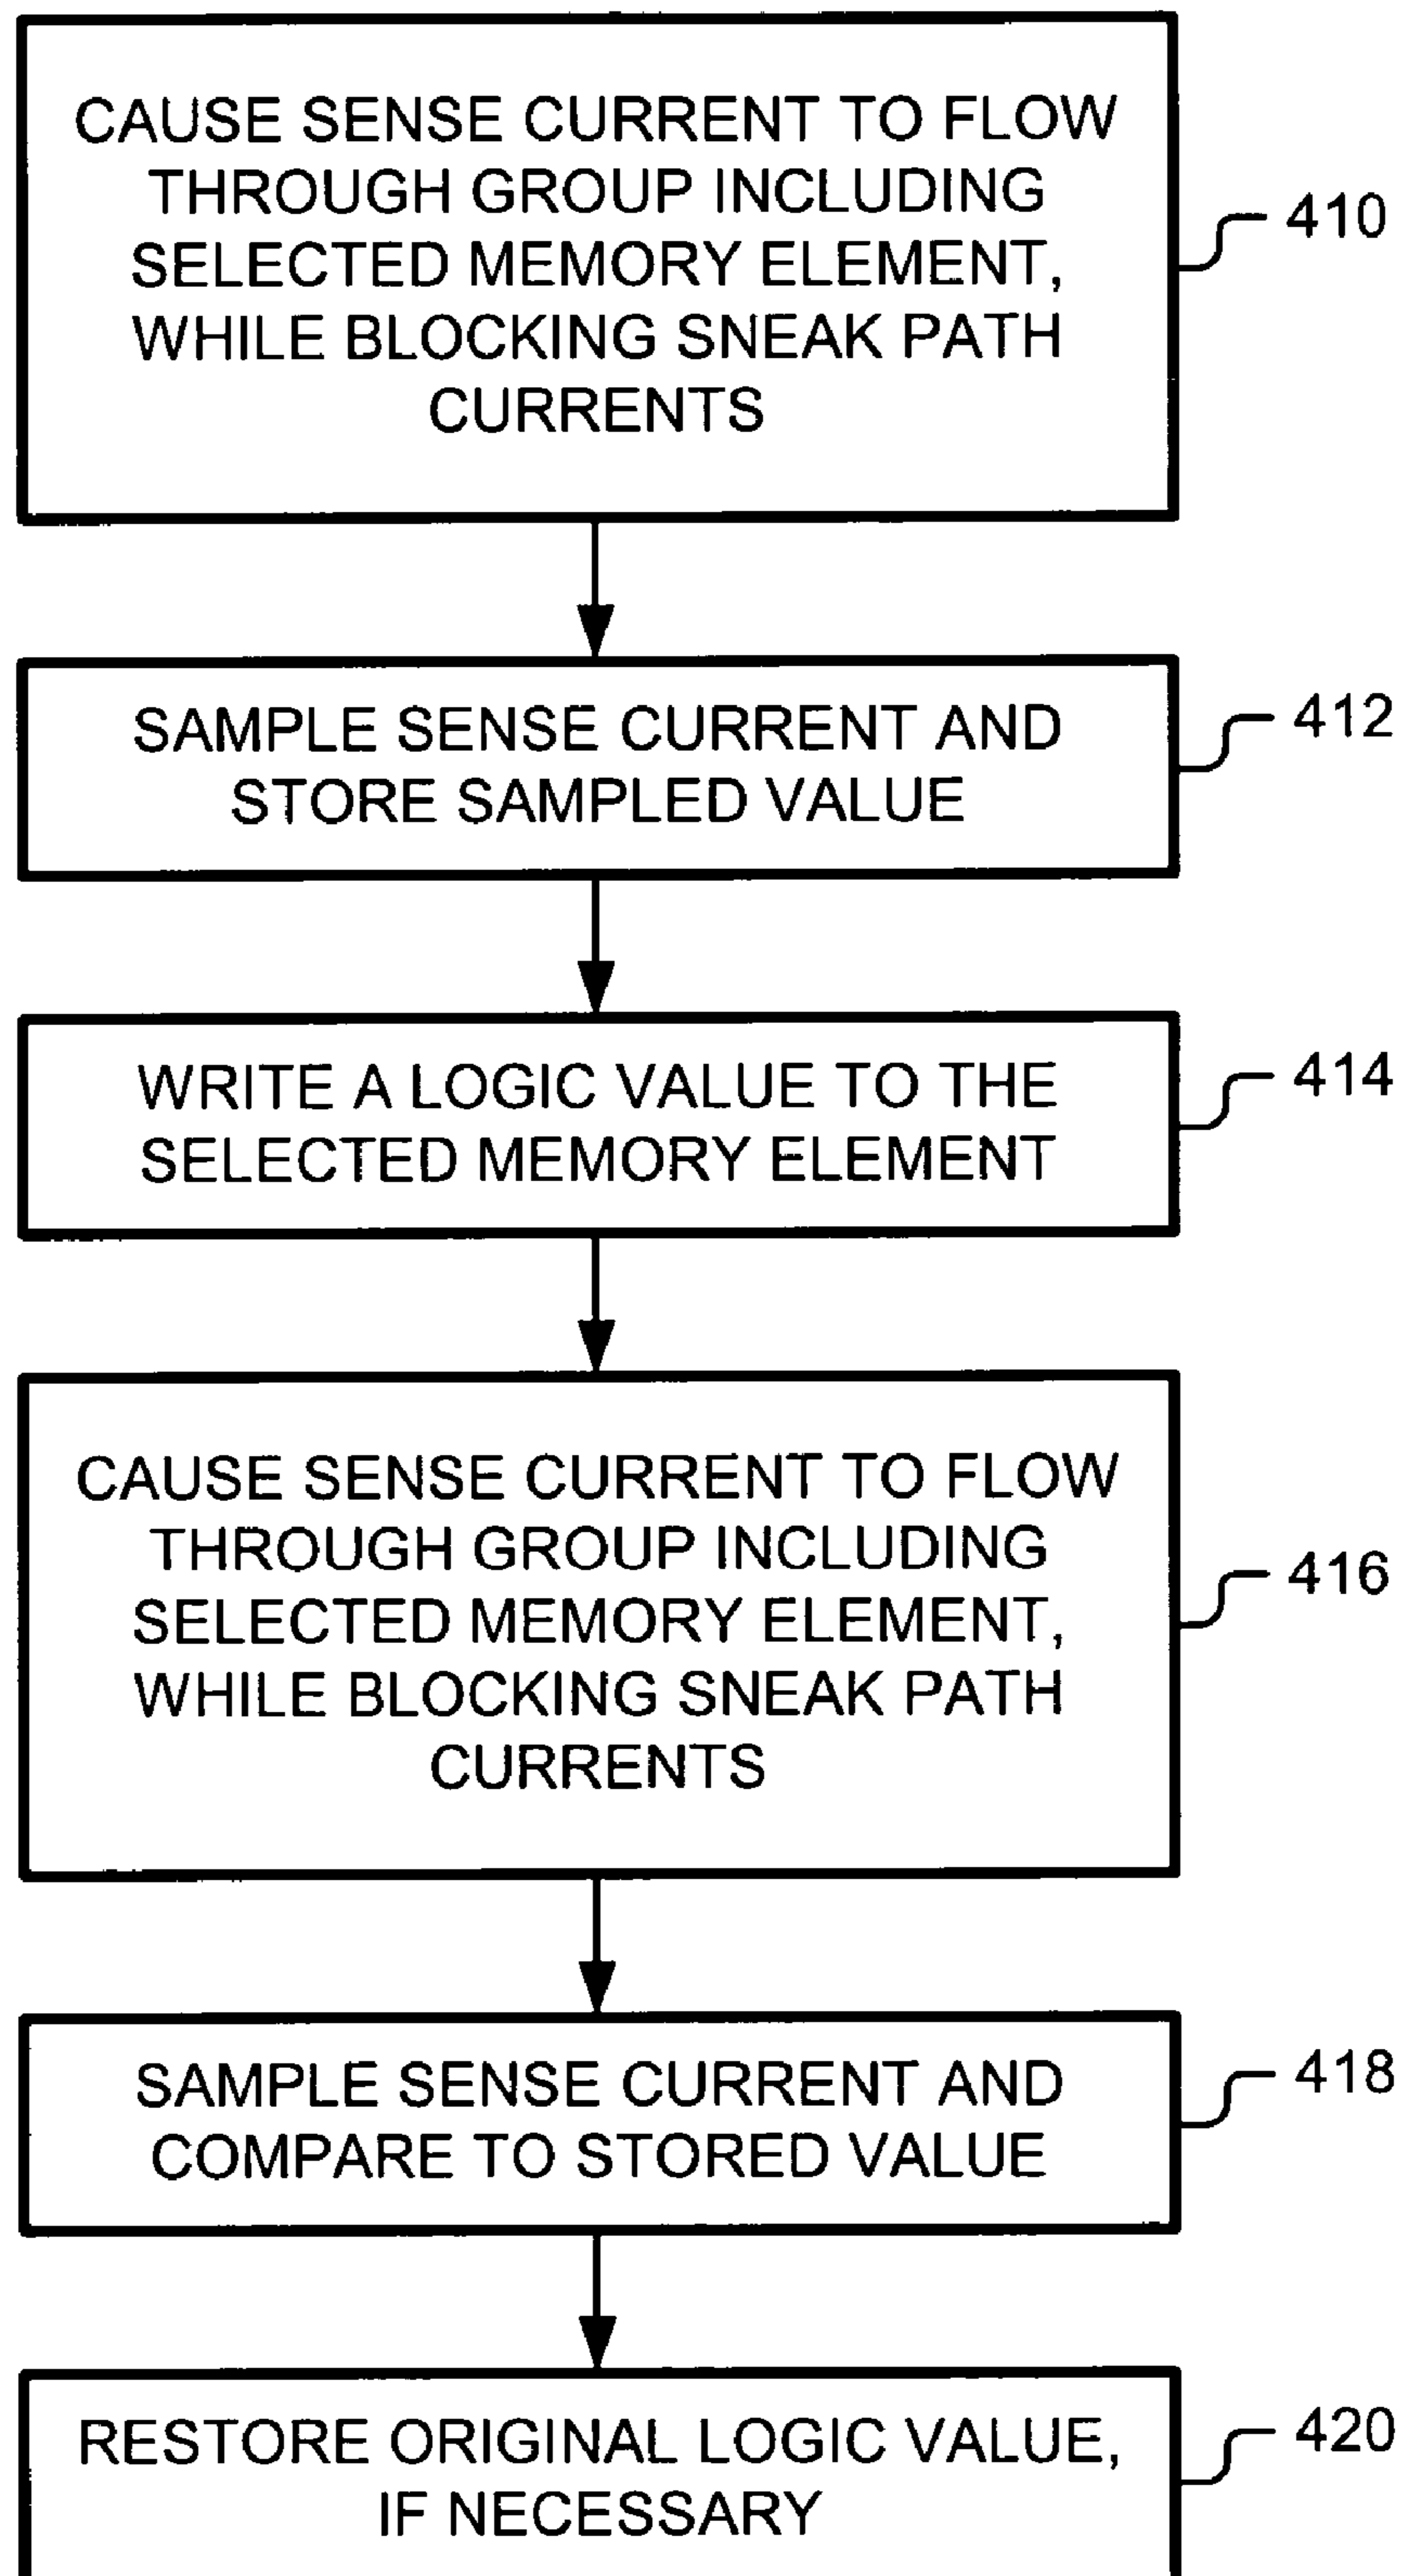 CAUSE SENSE CURRENT TO FLOW
THROUGH GROUP INCLUDING
SELECTED MEMORY ELEMENT,
WHILE BLOCKING SNEAK PATH
CURRENTS
410
SAMPLE SENSE CURRENT AND
STORE SAMPLED VALUE
412
WRITE A LOGIC VALUE TO THE
SELECTED MEMORY ELEMENT
414
CAUSE SENSE CURRENT TO FLOW
THROUGH GROUP INCLUDING
SELECTED MEMORY ELEMENT,
WHILE BLOCKING SNEAK PATH
CURRENTS
416
SAMPLE SENSE CURRENT AND
COMPARE TO STORED VALUE
418
RESTORE ORIGINAL LOGIC VALUE,
IF NECESSARY
420